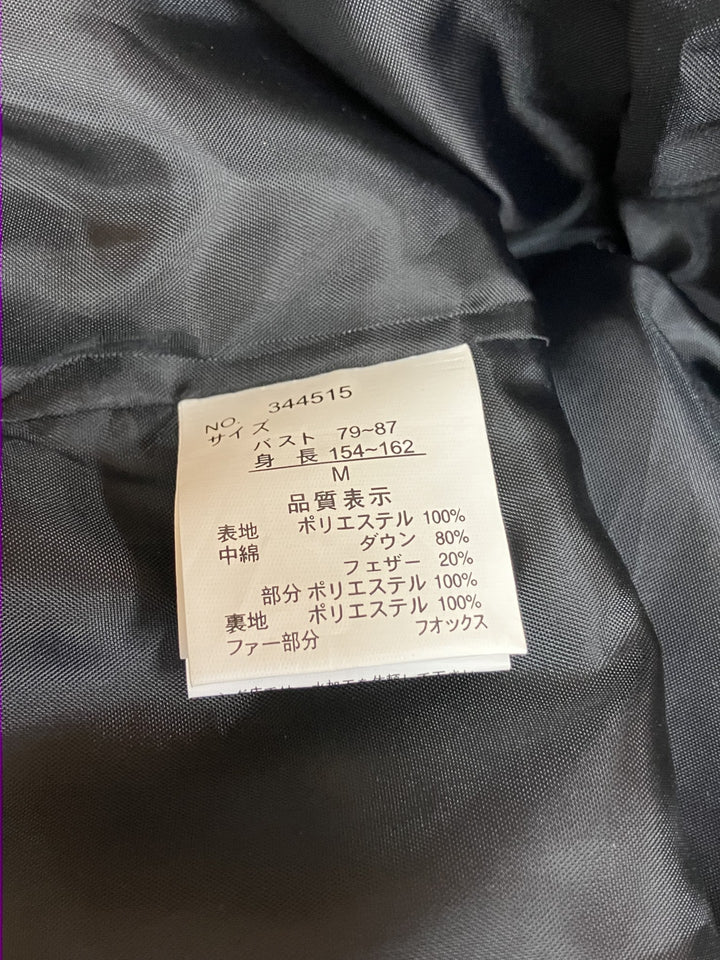 NO. 344515
サイズ
バスト 79~87
身 長 154~162
M
品質表示
表地 ポリエステル 100%
中綿 ダウン 80%
フェザー 20%
部分 ポリエステル 100%
裏地 ポリエステル 100%
ファー部分 フオックス